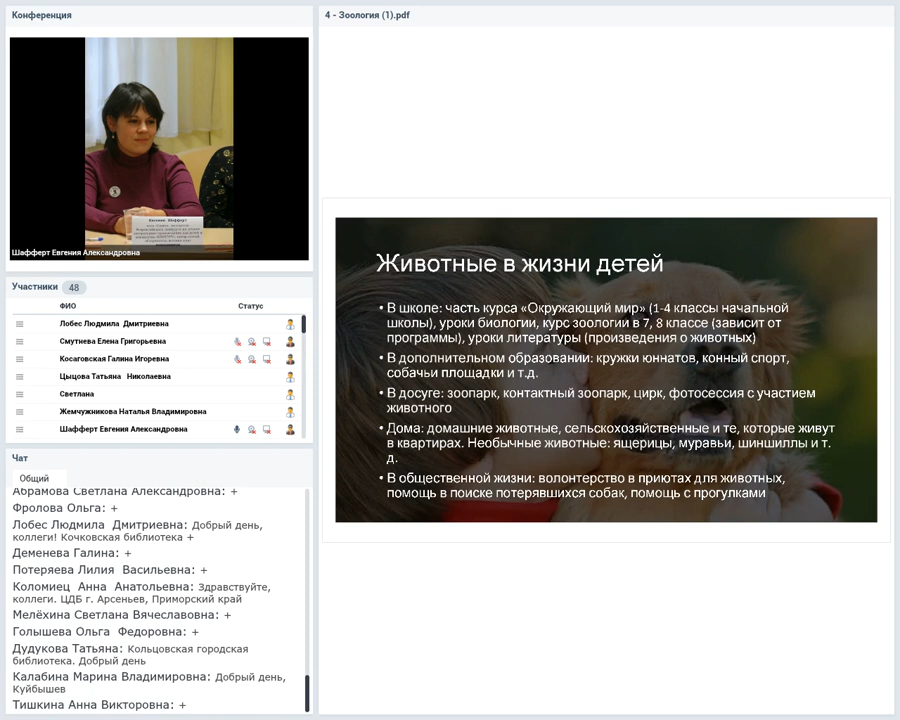 Конференция
Шафферт Евгения Александровна
Участники 48
ФИО Статус
Лобес Людмила Дмитриевна
Смутнева Елена Григорьевна
Косаговская Галина Игоревна
Цыцова Татьяна Николаевна
Светлана
Жемчужникова Наталья Владимировна
Шафферт Евгения Александровна
Чат
Общий
Абрамова Светлана Александровна: +
Фролова Ольга: +
Лобес Людмила Дмитриевна: Добрый день,
коллеги! Кочковская библиотека +
Деменева Галина: +
Потеряева Лилия Васильевна: +
Коломиец Анна Анатольевна: Здравствуйте,
коллеги. ЦДБ г. Арсеньев, Приморский край
Мелёхина Светлана Вячеславовна: +
Голышева Ольга Федоровна: +
Дудукова Татьяна: Кольцовская городская
библиотека. Добрый день
Калабина Марина Владимировна: Добрый день,
Куйбышев
Тишкина Анна Викторовна: +
4 - Зоология (1).pdf
Животные в жизни детей
• В школе: часть курса «Окружающий мир» (1-4 классы начальной
школы), уроки биологии, курс зоологии в 7, 8 классе (зависит от
программы), уроки литературы (произведения о животных)
• В дополнительном образовании: кружки юннатов, конный спорт,
собачьи площадки и т.д.
• В досуге: зоопарк, контактный зоопарк, цирк, фотосессия с участием
животного
• Дома: домашние животные, сельскохозяйственные и те, которые живут
в квартирах. Необычные животные: ящерицы, муравьи, шиншиллы и т.
д.
• В общественной жизни: волонтерство в приютах для животных,
помощь в поиске потерявшихся собак, помощь с прогулками